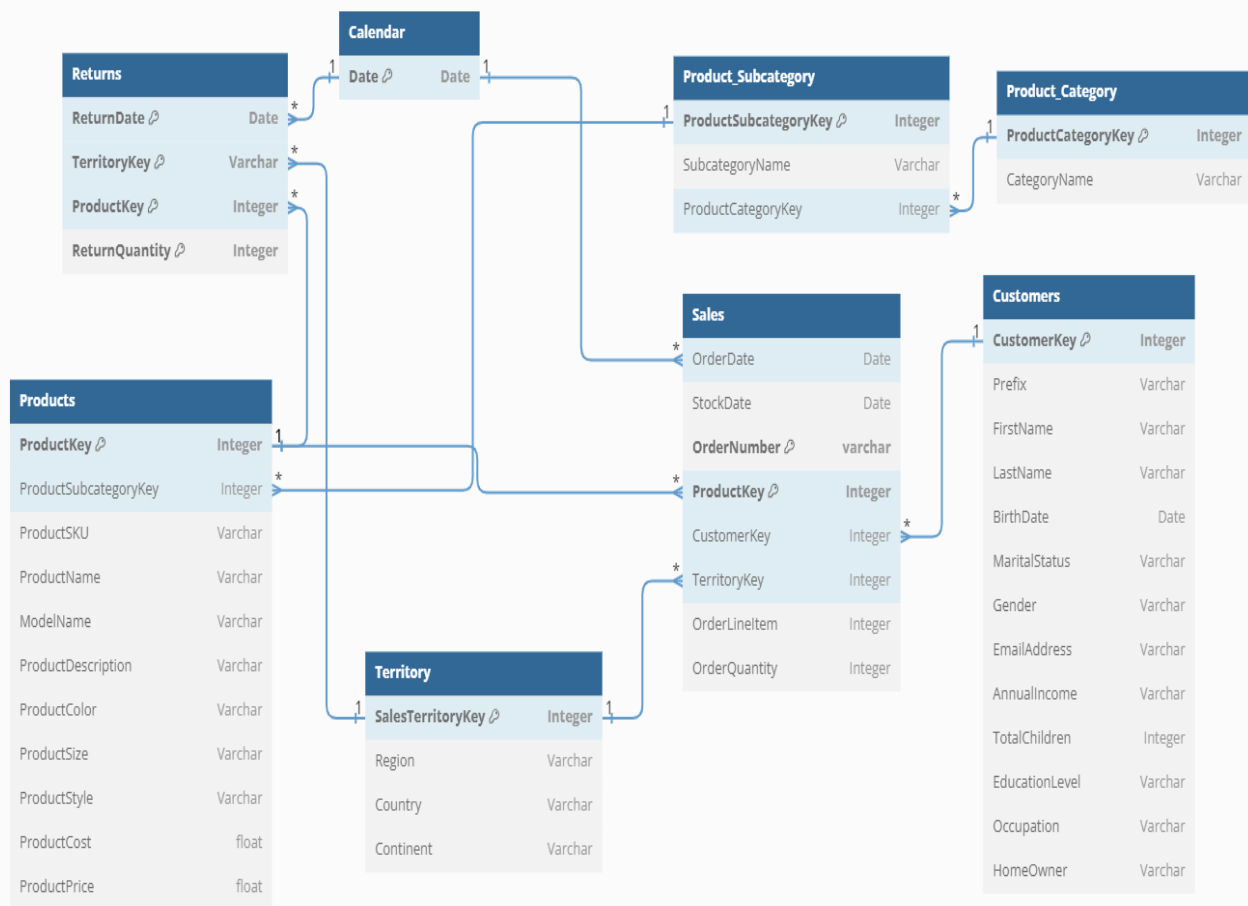 Calendar
Date Date
Returns
ReturnDate Date
TerritoryKey Varchar
ProductKey Integer
ReturnQuantity Integer
1
1
*
*
*
Product_Subcategory
ProductSubcategoryKey Integer
SubcategoryName Varchar
ProductCategoryKey Integer
1
*
Product_Category
ProductCategoryKey Integer
CategoryName Varchar
1
Products
ProductKey Integer
ProductSubcategoryKey Integer
ProductSKU Varchar
ProductName Varchar
ModelName Varchar
ProductDescription Varchar
ProductColor Varchar
ProductSize Varchar
ProductStyle Varchar
ProductCost float
ProductPrice float
1
*
Sales
OrderDate Date
StockDate Date
OrderNumber varchar
ProductKey Integer
CustomerKey Integer
TerritoryKey Integer
OrderLineItem Integer
OrderQuantity Integer
*
*
*
*
Customers
CustomerKey Integer
Prefix Varchar
FirstName Varchar
LastName Varchar
BirthDate Date
MaritalStatus Varchar
Gender Varchar
EmailAddress Varchar
AnnualIncome Varchar
TotalChildren Integer
EducationLevel Varchar
Occupation Varchar
HomeOwner Varchar
1
Territory
SalesTerritoryKey Integer
Region Varchar
Country Varchar
Continent Varchar
1
1